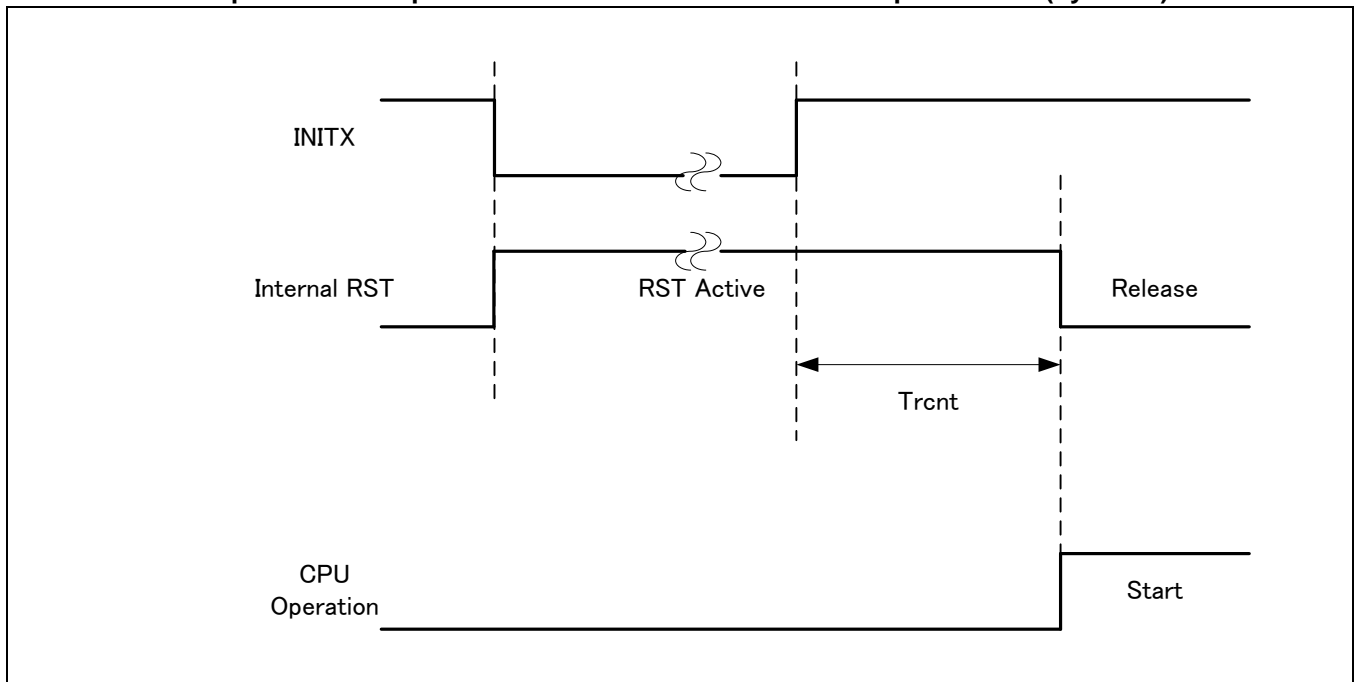 INITX
Internal RST
RST Active
Release
Trcnt
CPU
Operation
Start